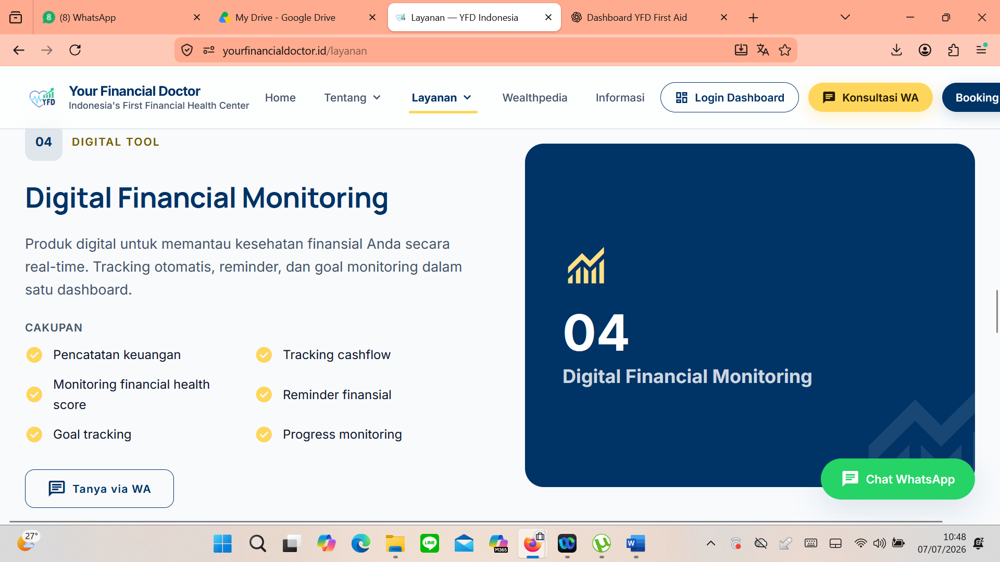 (8) WhatsApp
My Drive - Google Drive
Layanan — YFD Indonesia
Dashboard YFD First Aid
yourfinancialdoctor.id/layanan
YFD
Your Financial Doctor
Indonesia's First Financial Health Center
Home
Tentang
Layanan
Wealthpedia
Informasi
Login Dashboard
Konsultasi WA
Booking
04
DIGITAL TOOL
Digital Financial Monitoring
Produk digital untuk memantau kesehatan finansial Anda secara
real-time. Tracking otomatis, reminder, dan goal monitoring dalam
satu dashboard.
CAKUPAN
Pencatatan keuangan
Tracking cashflow
Monitoring financial health
score
Reminder finansial
Goal tracking
Progress monitoring
Tanya via WA
04
Digital Financial Monitoring
Chat WhatsApp
27°
LINE
M365
W
10:48
07/07/2026